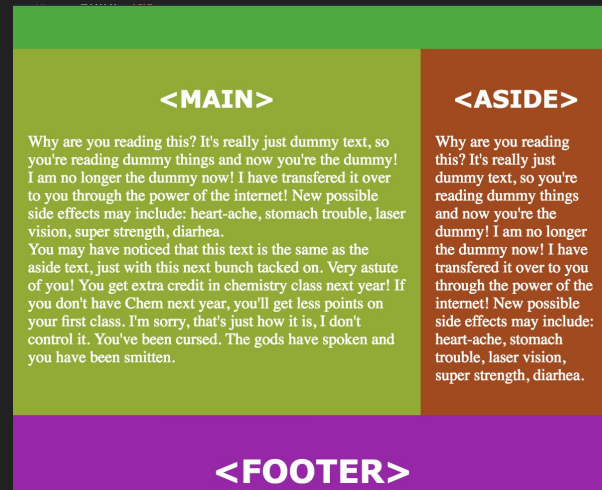 <MAIN>
Why are you reading this? It's really just dummy text, so
you're reading dummy things and now you're the dummy!
I am no longer the dummy now! I have transfered it over
to you through the power of the internet! New possible
side effects may include: heart-ache, stomach trouble, laser
vision, super strength, diarhea.
You may have noticed that this text is the same as the
aside text, just with this next bunch tacked on. Very astute
of you! You get extra credit in chemistry class next year! If
you don't have Chem next year, you'll get less points on
your first class. I'm sorry, that's just how it is, I don't
control it. You've been cursed. The gods have spoken and
you have been smitten.
<ASIDE>
Why are you reading
this? It's really just
dummy text, so you're
reading dummy things
and now you're the
dummy! I am no longer
the dummy now! I have
transfered it over to you
through the power of the
internet! New possible
side effects may include:
heart-ache, stomach
trouble, laser vision,
super strength, diarhea.
<FOOTER>